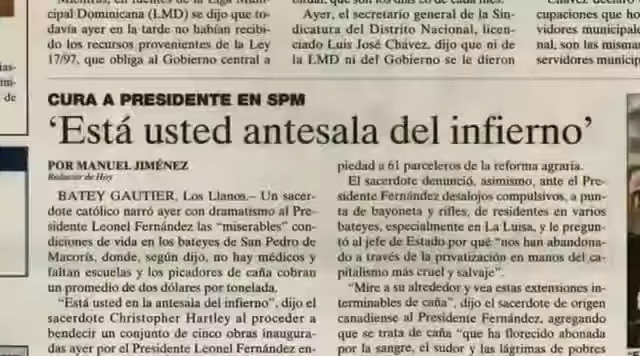 cipal Dominicana (LMD) se dijo que to-
davía ayer en la tarde no habían recibi-
do los recursos provenientes de la Ley
17/97, que obliga al Gobierno central a
Ayer, el secretario general de la Sin-
dicatura del Distrito Nacional, licen-
ciado Luis José Chávez, dijo que ni de
la LMD ni del Gobierno se le dieron
cupaciones que
vidores
nal, son las
servidores
de
CURA A PRESIDENTE EN SPM
‘Está usted antesala del infierno’
POR MANUEL JIMÉNEZ
Redactor de Hoy
BATEY GAUTIER, Los Llanos.– Un sacer-
dote católico narró ayer con dramatismo al Pre-
sidente Leonel Fernández las “miserables” con-
diciones de vida en los bateyes de San Pedro de
Macorís, donde, según dijo, no hay médicos y
faltan escuelas y los picadores de caña cobran
un promedio de dos dólares por tonelada.
“Está usted en la antesala del infierno”, dijo el
sacerdote Christopher Hartley al proceder a
bendecir un conjunto de cinco obras inaugura-
das ayer por el Presidente Leonel Fernández en-
piedad a 61 parceleros de la reforma agraria.
El sacerdote denunció, asimismo, ante el Pre-
sidente Fernández desalojos compulsivos, a pun-
ta de bayoneta y rifles, de residentes en varios
bateyes, especialmente en La Luisa, y le pregun-
tó al jefe de Estado por qué “nos han abandona-
do a través de la privatización en manos del ca-
pitalismo más cruel y salvaje”.
“Mire a su alrededor y vea estas extensiones in-
terminables de caña”, dijo el sacerdote de origen
canadiense al Presidente Fernández, agregando
que se trata de caña “que ha florecido abonada
por la sangre, el sudor y las lágrimas de pobres